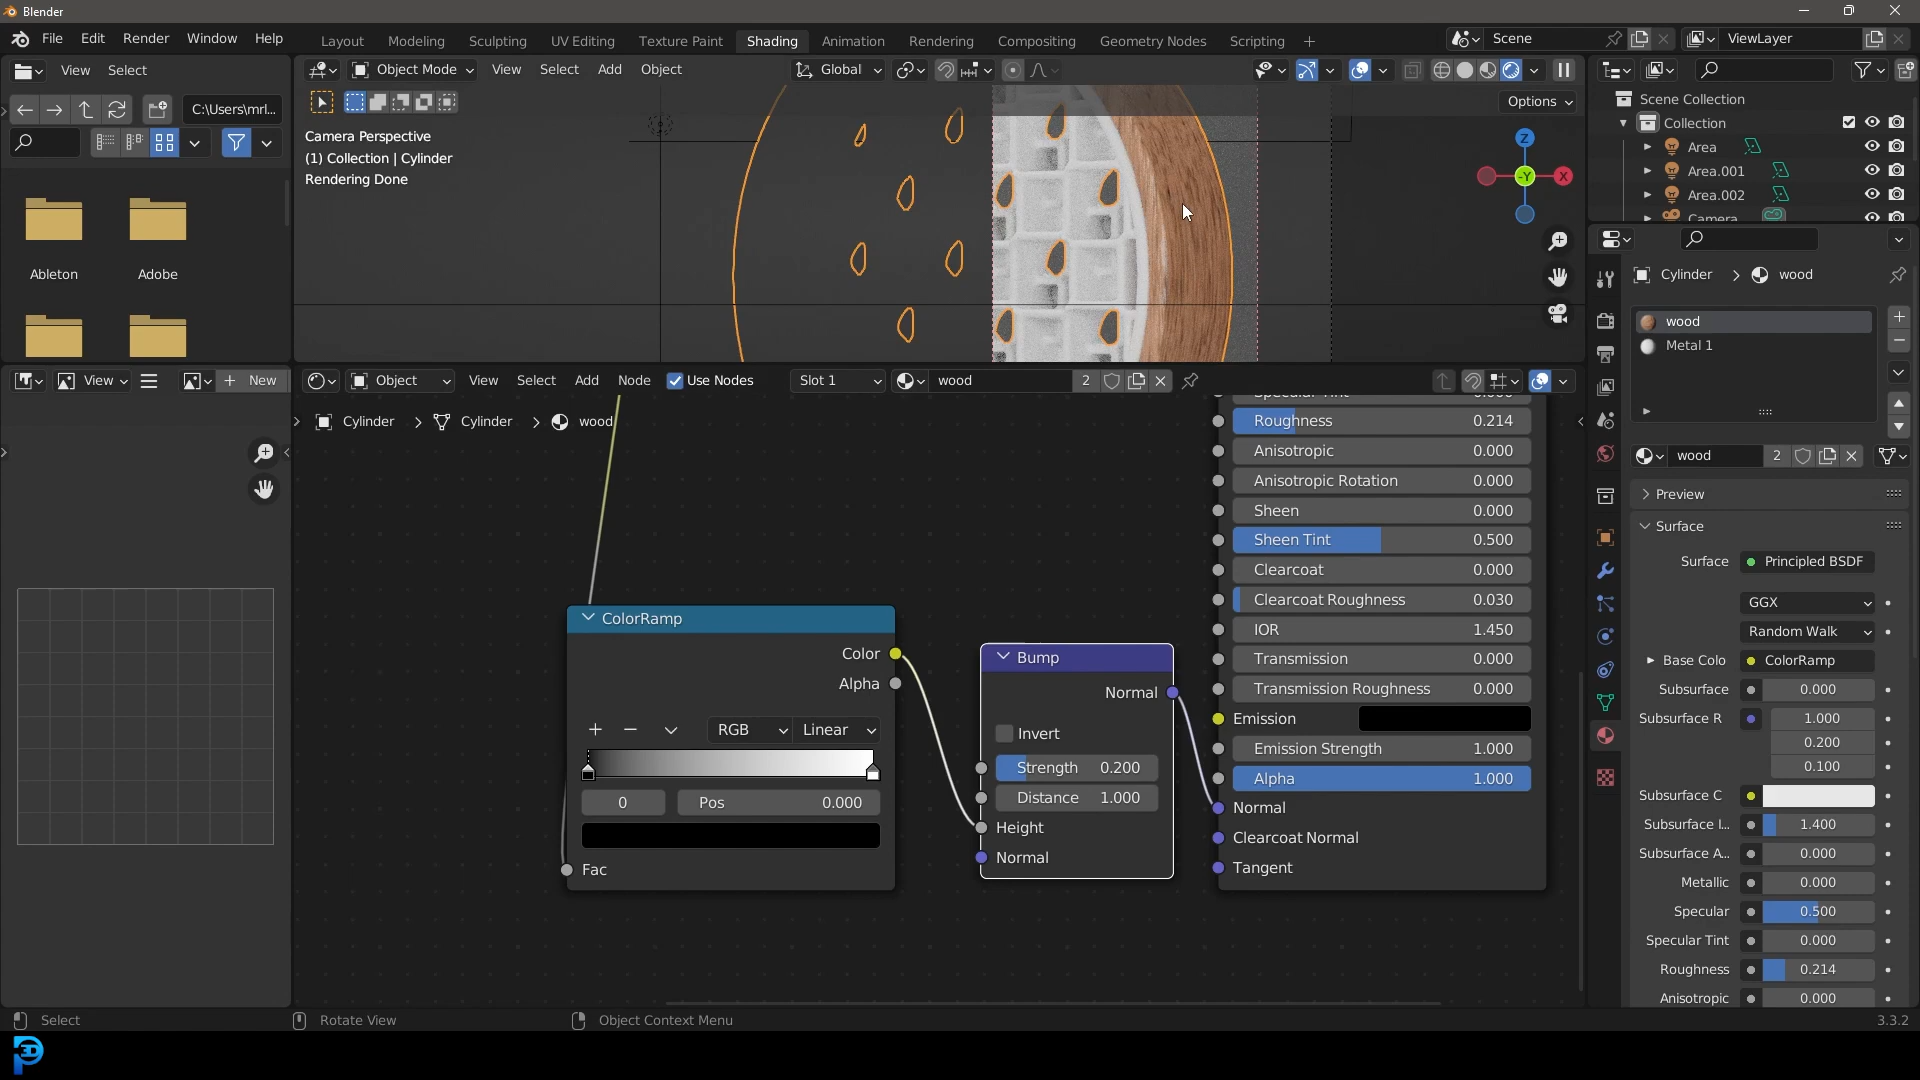 Blender
File Edit Render Window Help
Layout Modeling Sculpting UV Editing Texture Paint Shading Animation Rendering Compositing Geometry Nodes Scripting +
Scene
ViewLayer
View Select
Object Mode View Select Add Object
Global
Options
C:\Users\mrl...
Camera Perspective
(1) Collection | Cylinder
Rendering Done
Z
-Y
X
Ableton
Adobe
Scene Collection
Collection
Area
Area.001
Area.002
Camera
View
+ New
Object View Select Add Node Use Nodes Slot 1 wood 2
Cylinder > Cylinder > wood
Roughness 0.214
Anisotropic 0.000
Anisotropic Rotation 0.000
Sheen 0.000
Sheen Tint 0.500
Clearcoat 0.000
Clearcoat Roughness 0.030
IOR 1.450
Transmission 0.000
Transmission Roughness 0.000
Emission
Emission Strength 1.000
Alpha 1.000
Normal
Clearcoat Normal
Tangent
ColorRamp
Color
Alpha
RGB Linear
0 Pos 0.000
Fac
Bump
Normal
Invert
Strength 0.200
Distance 1.000
Height
Normal
Cylinder > wood
wood
Metal 1
wood 2
Preview
Surface
Surface Principled BSDF
GGX
Random Walk
Base Colo ColorRamp
Subsurface 0.000
Subsurface R 1.000
0.200
0.100
Subsurface C
Subsurface I... 1.400
Subsurface A... 0.000
Metallic 0.000
Specular 0.500
Specular Tint 0.000
Roughness 0.214
Anisotropic 0.000
Select
Rotate View
Object Context Menu
3.3.2